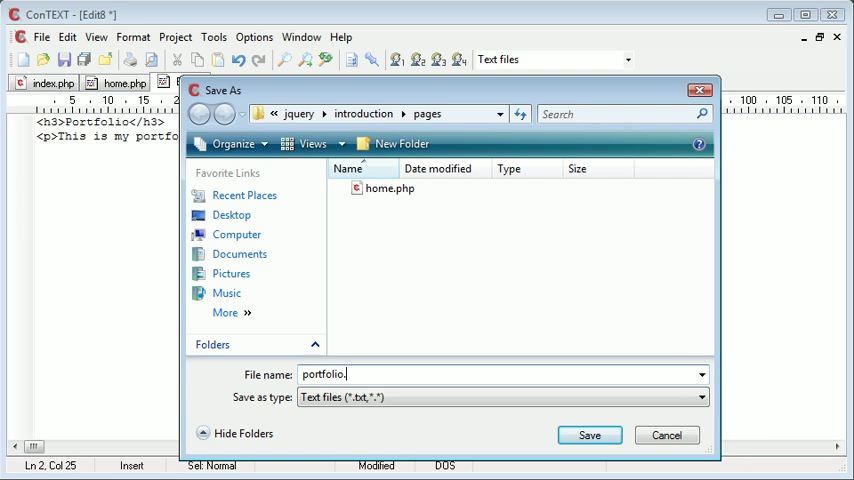 ConTEXT - [Edit8 *]
File Edit View Format Project Tools Options Window Help
1 2 3 4 Text files
index.php home.php
5 10 15 100 105 110
<h3>Portfolio</h3>
<p>This is my portfo
Save As
« jquery introduction pages Search
Organize Views New Folder
Favorite Links
Recent Places
Desktop
Computer
Documents
Pictures
Music
More »
Folders
Name Date modified Type Size
home.php
File name: portfolio.
Save as type: Text files (*.txt,*.*)
Hide Folders Save Cancel
Ln 2, Col 25 Insert Sel: Normal Modified DOS